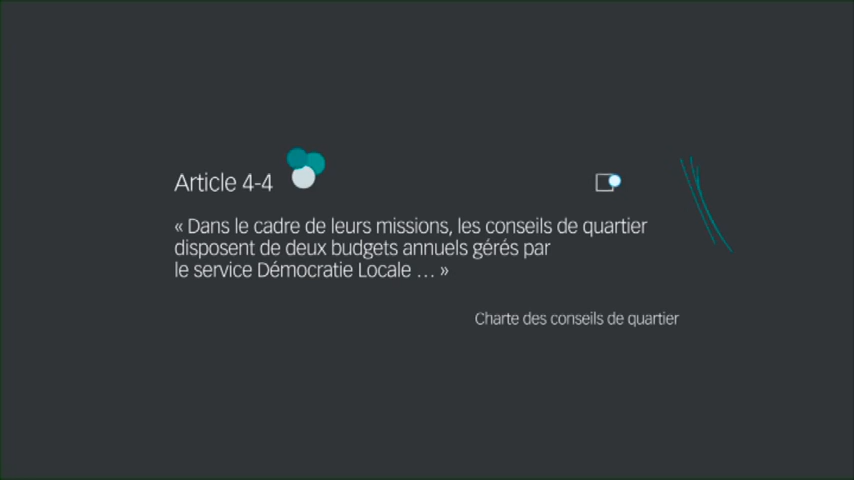 Article 4-4
« Dans le cadre de leurs missions, les conseils de quartier
disposent de deux budgets annuels gérés par
le service Démocratie Locale … »
Charte des conseils de quartier